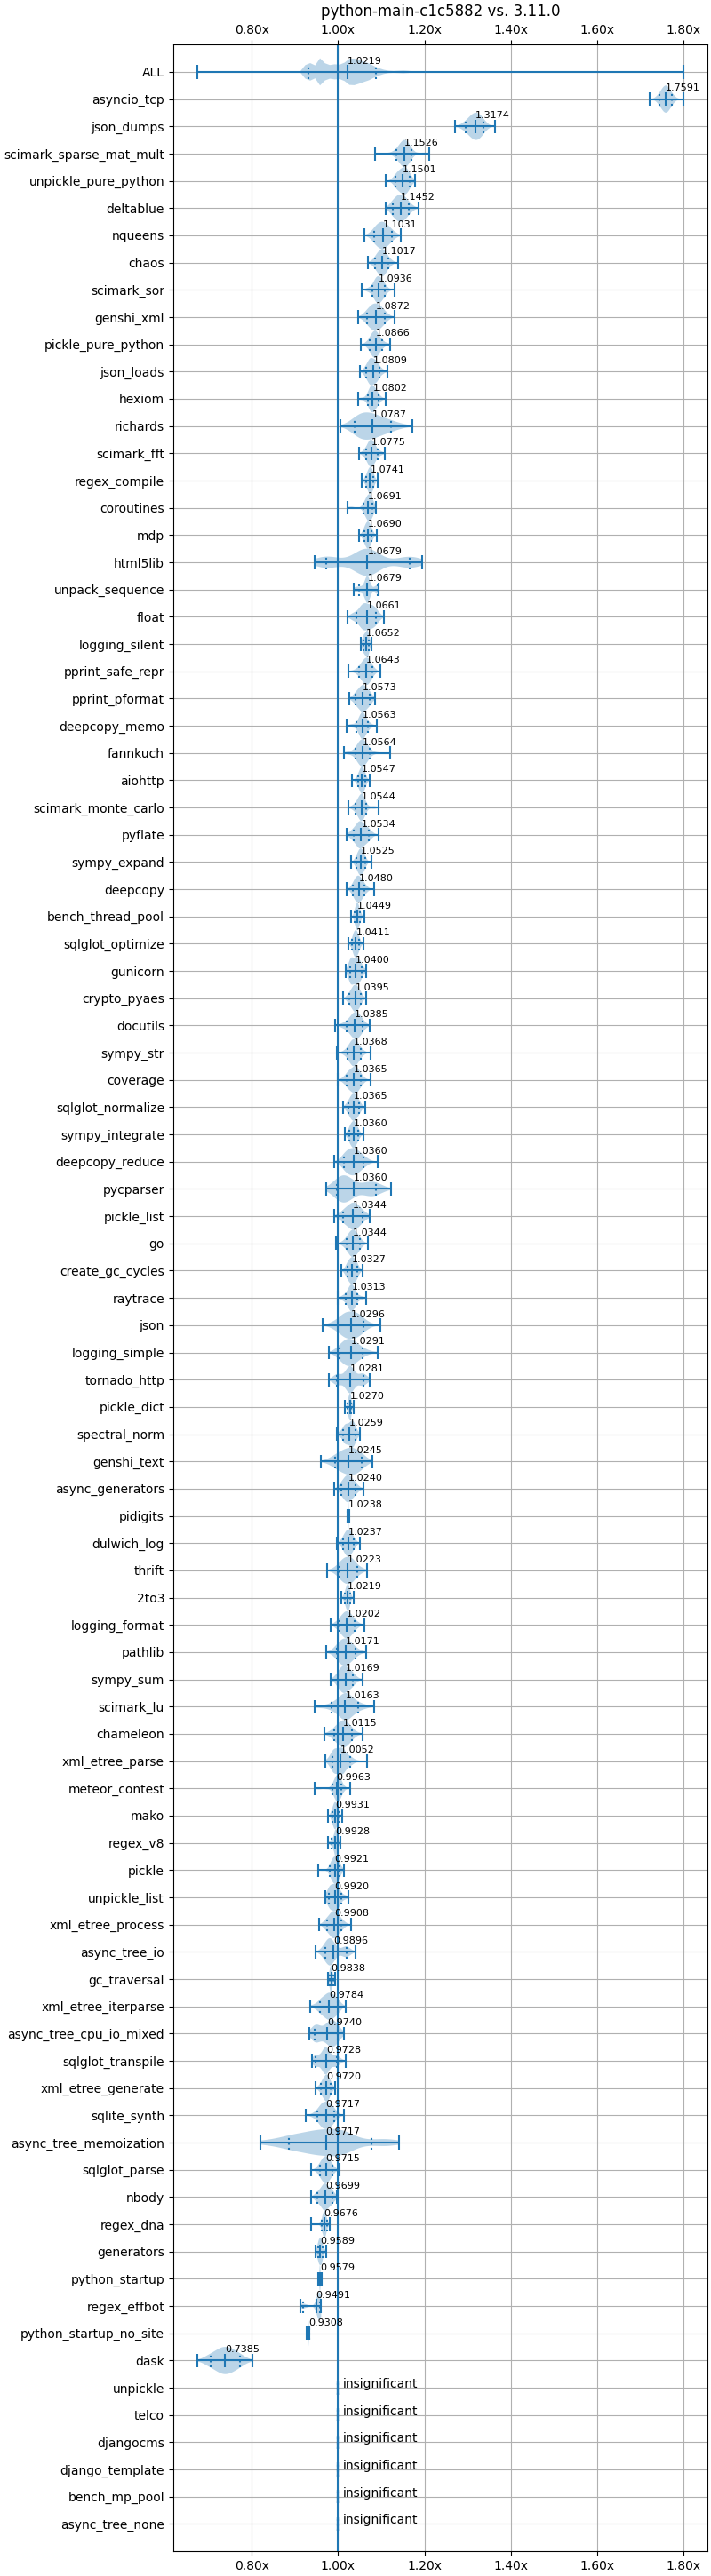 python-main-c1c5882 vs. 3.11.0
0.80x 1.00x 1.20x 1.40x 1.60x 1.80x
ALL 1.0219
asyncio_tcp 1.7591
json_dumps 1.3174
scimark_sparse_mat_mult 1.1526
unpickle_pure_python 1.1501
deltablue 1.1452
nqueens 1.1031
chaos 1.1017
scimark_sor 1.0936
genshi_xml 1.0872
pickle_pure_python 1.0866
json_loads 1.0809
hexiom 1.0802
richards 1.0787
scimark_fft 1.0775
regex_compile 1.0741
coroutines 1.0691
mdp 1.0690
html5lib 1.0679
unpack_sequence 1.0679
float 1.0661
logging_silent 1.0652
pprint_safe_repr 1.0643
pprint_pformat 1.0573
deepcopy_memo 1.0563
fannkuch 1.0564
aiohttp 1.0547
scimark_monte_carlo 1.0544
pyflate 1.0534
sympy_expand 1.0525
deepcopy 1.0480
bench_thread_pool 1.0449
sqlglot_optimize 1.0411
gunicorn 1.0400
crypto_pyaes 1.0395
docutils 1.0385
sympy_str 1.0368
coverage 1.0365
sqlglot_normalize 1.0365
sympy_integrate 1.0360
deepcopy_reduce 1.0360
pycparser 1.0360
pickle_list 1.0344
go 1.0344
create_gc_cycles 1.0327
raytrace 1.0313
json 1.0296
logging_simple 1.0291
tornado_http 1.0281
pickle_dict 1.0270
spectral_norm 1.0259
genshi_text 1.0245
async_generators 1.0240
pidigits 1.0238
dulwich_log 1.0237
thrift 1.0223
2to3 1.0219
logging_format 1.0202
pathlib 1.0171
sympy_sum 1.0169
scimark_lu 1.0163
chameleon 1.0115
xml_etree_parse 1.0052
meteor_contest 0.9963
mako 0.9931
regex_v8 0.9928
pickle 0.9921
unpickle_list 0.9920
xml_etree_process 0.9908
async_tree_io 0.9896
gc_traversal 0.9838
xml_etree_iterparse 0.9784
async_tree_cpu_io_mixed 0.9740
sqlglot_transpile 0.9728
xml_etree_generate 0.9720
sqlite_synth 0.9717
async_tree_memoization 0.9717
sqlglot_parse 0.9715
nbody 0.9699
regex_dna 0.9676
generators 0.9589
python_startup 0.9579
regex_effbot 0.9491
python_startup_no_site 0.9308
dask 0.7385
unpickle insignificant
telco insignificant
djangocms insignificant
django_template insignificant
bench_mp_pool insignificant
async_tree_none insignificant
0.80x 1.00x 1.20x 1.40x 1.60x 1.80x